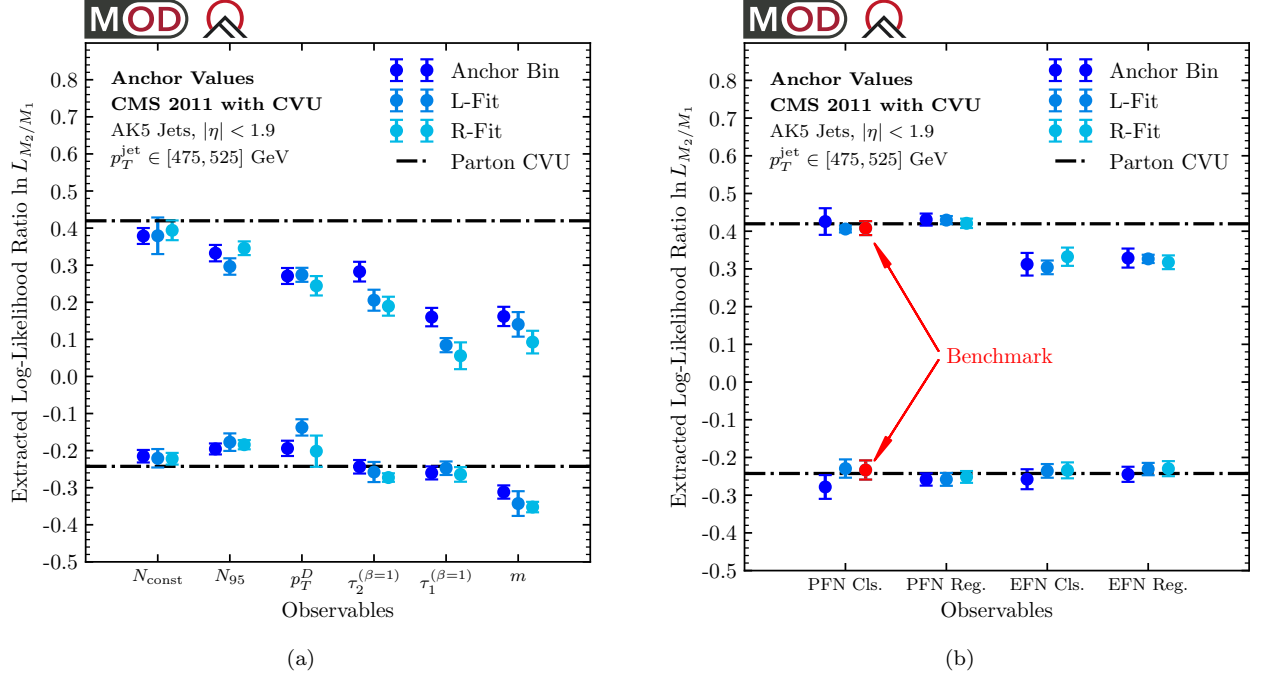 MOD
Anchor Values
CMS 2011 with CVU
AK5 Jets, |η| < 1.9
p_T^jet ∈ [475, 525] GeV
Anchor Bin
L-Fit
R-Fit
Parton CVU
Extracted Log-Likelihood Ratio ln L_{M_2/M_1}
0.8
0.7
0.6
0.5
0.4
0.3
0.2
0.1
0.0
-0.1
-0.2
-0.3
-0.4
-0.5
N_const N_95 p_T^D τ_2^(β=1) τ_1^(β=1) m
Observables
(a)
MOD
Anchor Values
CMS 2011 with CVU
AK5 Jets, |η| < 1.9
p_T^jet ∈ [475, 525] GeV
Anchor Bin
L-Fit
R-Fit
Parton CVU
Extracted Log-Likelihood Ratio ln L_{M_2/M_1}
0.8
0.7
0.6
0.5
0.4
0.3
0.2
0.1
0.0
-0.1
-0.2
-0.3
-0.4
-0.5
Benchmark
PFN Cls. PFN Reg. EFN Cls. EFN Reg.
Observables
(b)